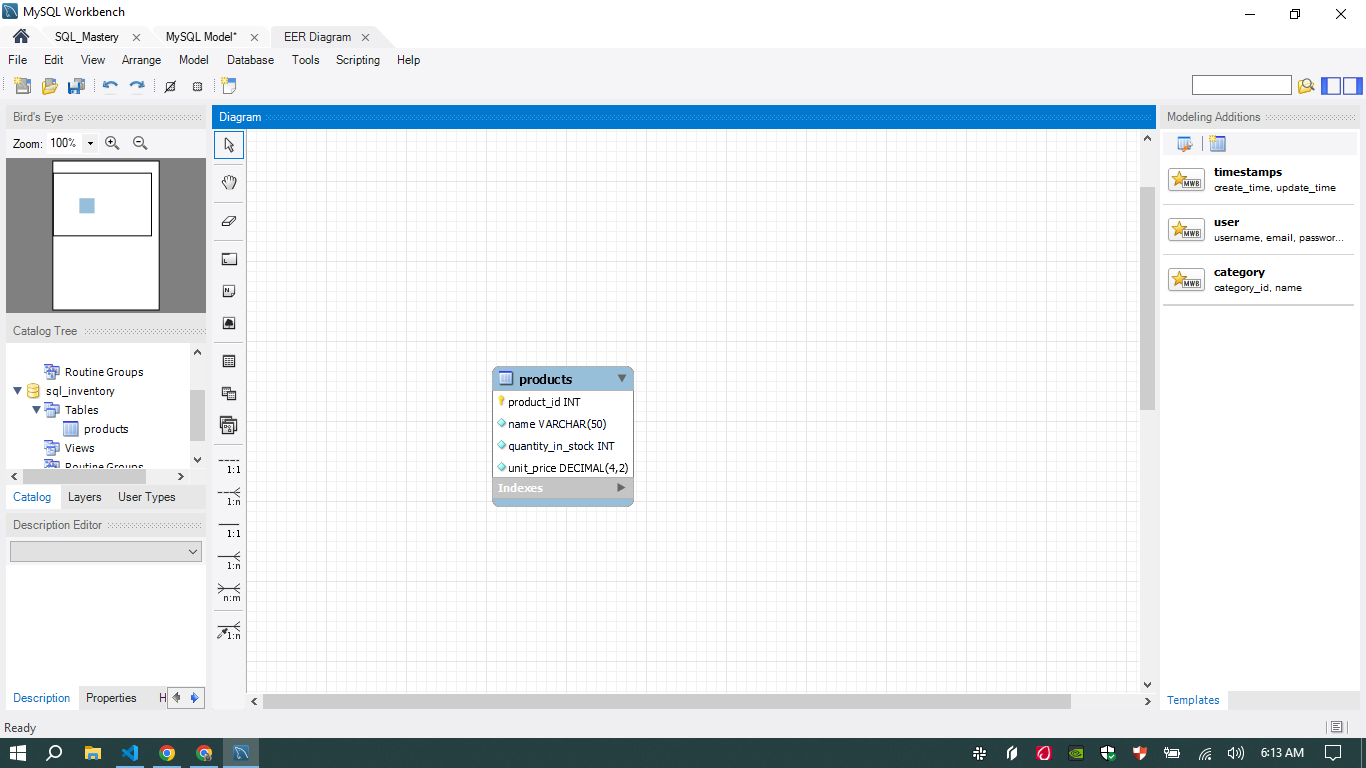 MySQL Workbench
SQL_Mastery
MySQL Model*
EER Diagram
File Edit View Arrange Model Database Tools Scripting Help
Bird's Eye
Zoom: 100%
Catalog Tree
Routine Groups
sql_inventory
Tables
products
Views
Routine Groups
Catalog Layers User Types
Description Editor
Description Properties H
Diagram
1:1
1:n
1:1
1:n
n:m
1:n
products
product_id INT
name VARCHAR(50)
quantity_in_stock INT
unit_price DECIMAL(4,2)
Indexes
Modeling Additions
MWB
timestamps
create_time, update_time
MWB
user
username, email, passwor...
MWB
category
category_id, name
Templates
Ready
6:13 AM